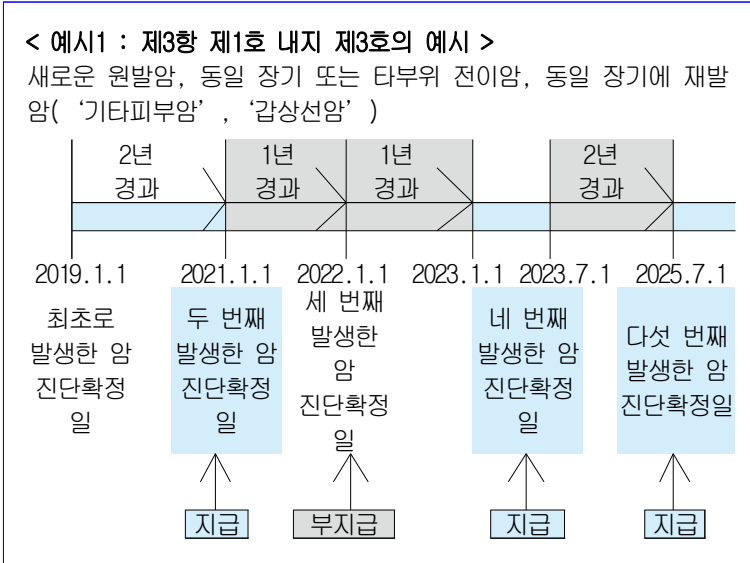 < 예시1 : 제3항 제1호 내지 제3호의 예시 >
새로운 원발암, 동일 장기 또는 타부위 전이암, 동일 장기에 재발
암( ‘기타피부암’ , ‘갑상선암’ )
2년
경과
1년
경과
1년
경과
2년
경과
2019.1.1
2021.1.1
2022.1.1
2023.1.1
2023.7.1
2025.7.1
최초로
발생한 암
진단확정
일
두 번째
발생한 암
진단확정
일
세 번째
발생한
암
진단확정
일
네 번째
발생한 암
진단확정
일
다섯 번째
발생한 암
진단확정일
지급
부지급
지급
지급